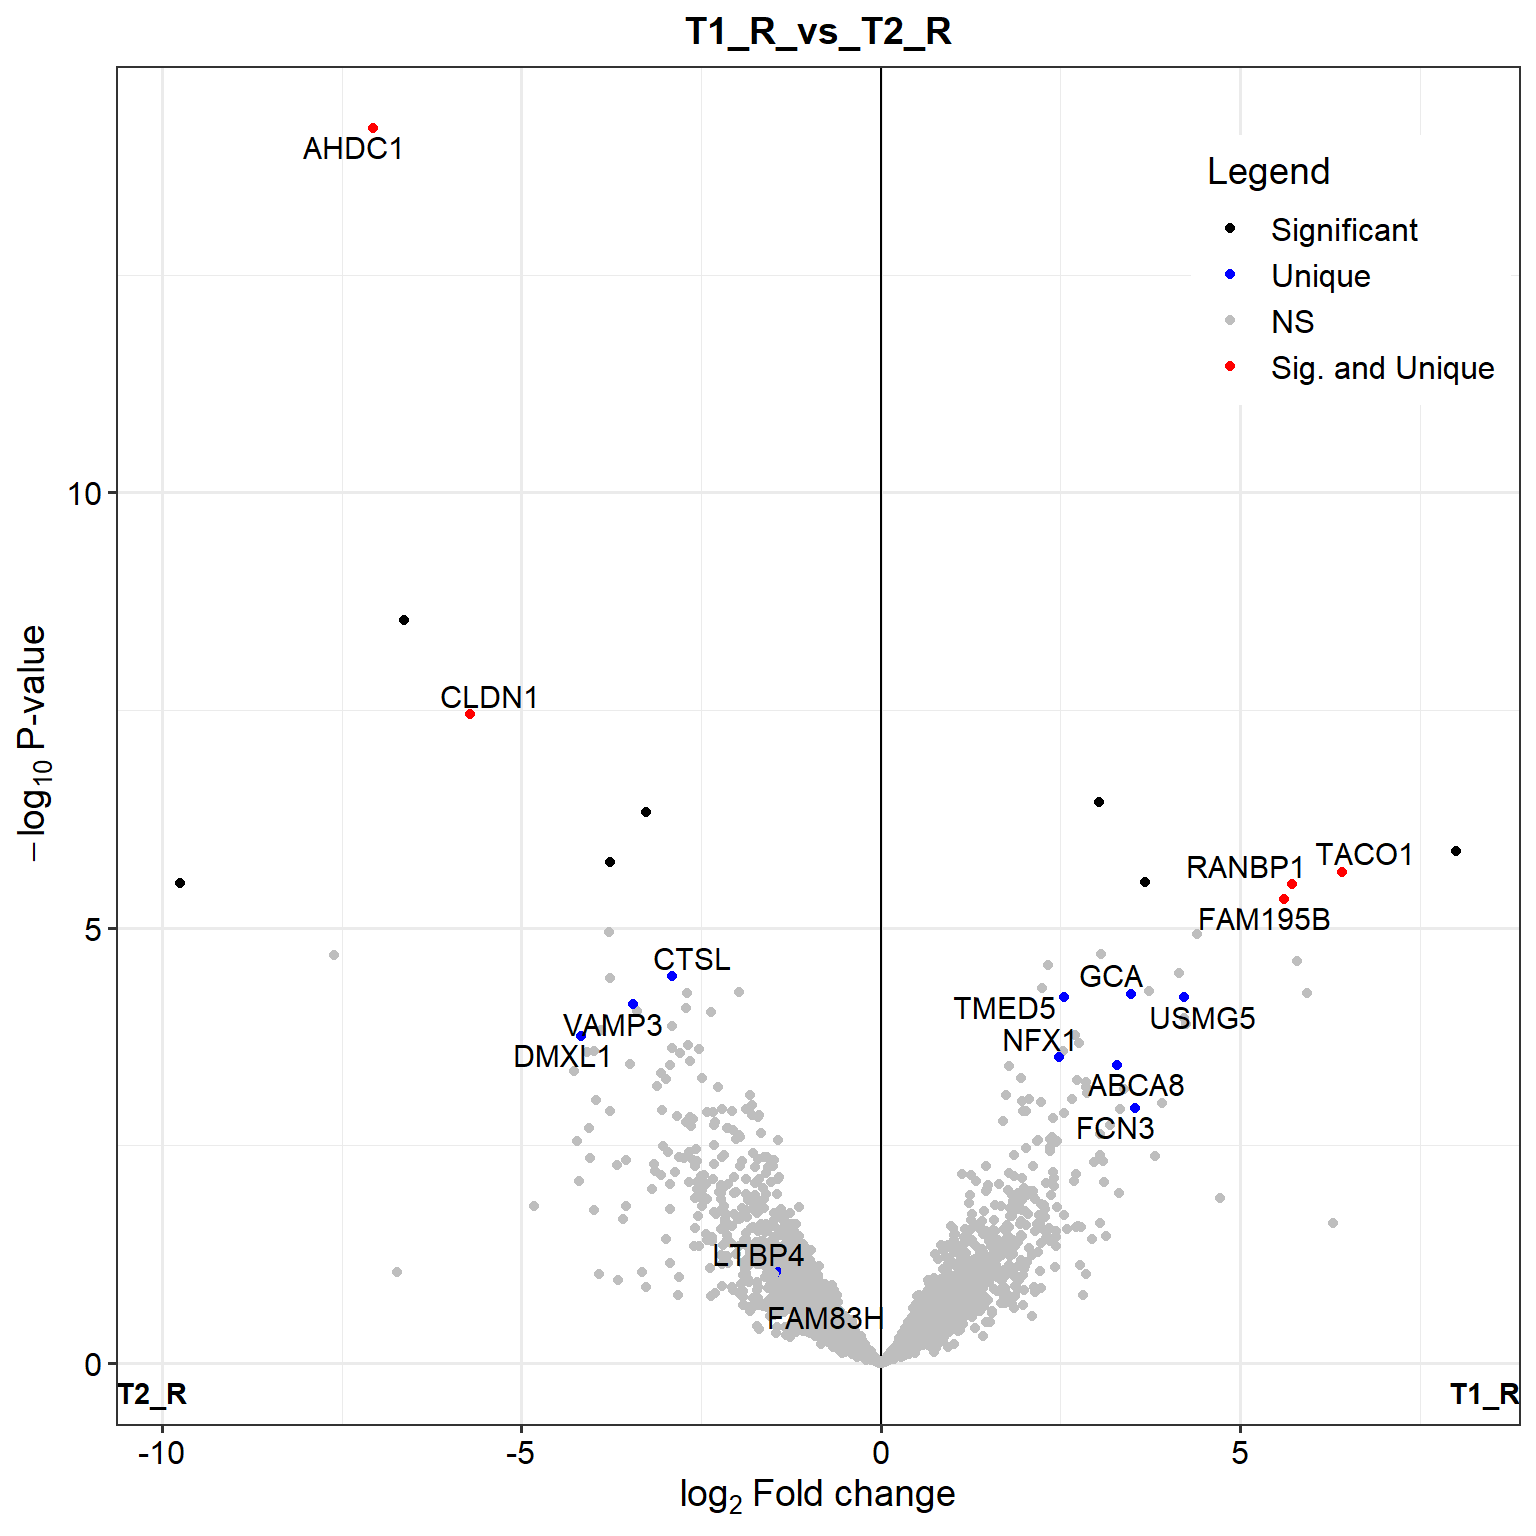 T1_R_vs_T2_R
AHDC1
Legend
Significant
Unique
NS
Sig. and Unique
10
CLDN1
−log10 P-value
RANBP1
TACO1
FAM195B
5
CTSL
GCA
TMED5
USMG5
VAMP3
NFX1
DMXL1
ABCA8
FCN3
LTBP4
FAM83H
0
T2_R
T1_R
-10
-5
0
5
log2 Fold change